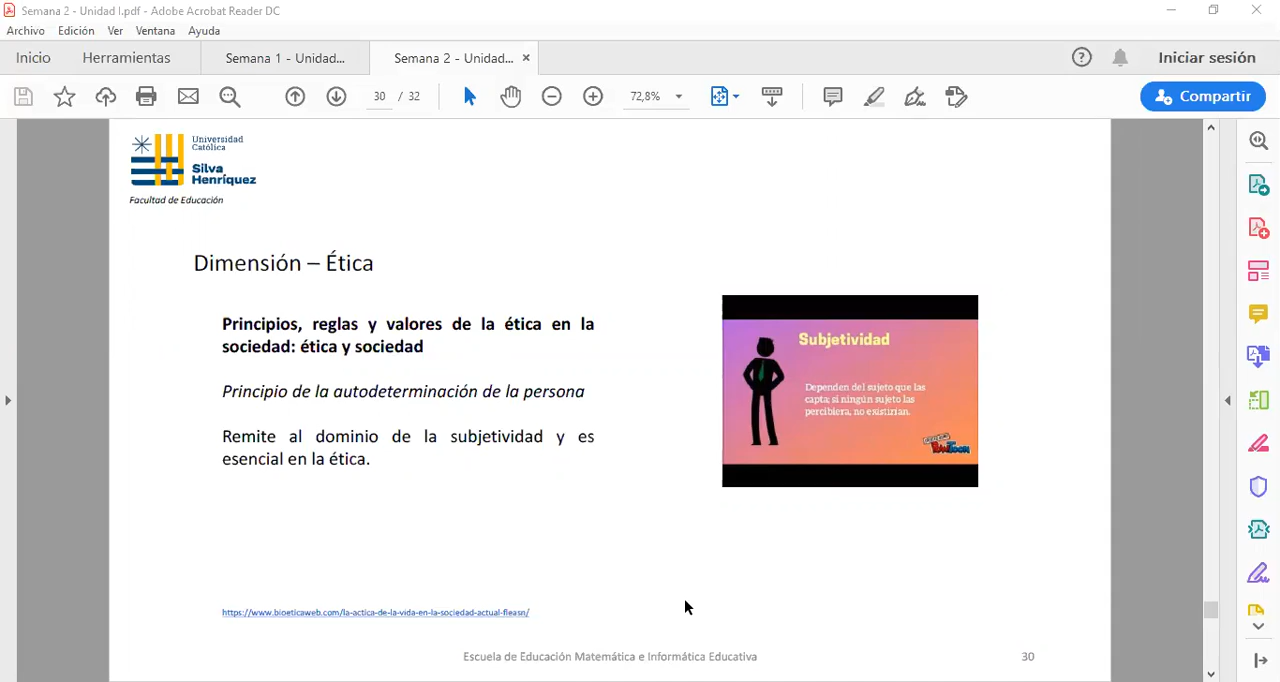 Semana 2 - Unidad I.pdf - Adobe Acrobat Reader DC
Archivo Edición Ver Ventana Ayuda
Inicio Herramientas Semana 1 - Unidad... Semana 2 - Unidad... Iniciar sesión
30 / 32 72,8% Compartir
Universidad
Católica
Silva
Henríquez
Facultad de Educación
Dimensión – Ética
Principios, reglas y valores de la ética en la
sociedad: ética y sociedad
Principio de la autodeterminación de la persona
Remite al dominio de la subjetividad y es
esencial en la ética.
Subjetividad
Dependen del sujeto que las
capta; si ningún sujeto las
percibiera, no existirían.
PowToon
https://www.bioeticaweb.com/la-actica-de-la-vida-en-la-sociedad-actual-fleasn/
Escuela de Educación Matemática e Informática Educativa 30